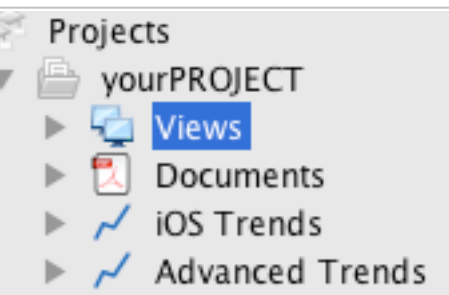 Projects
yourPROJECT
Views
Documents
iOS Trends
Advanced Trends